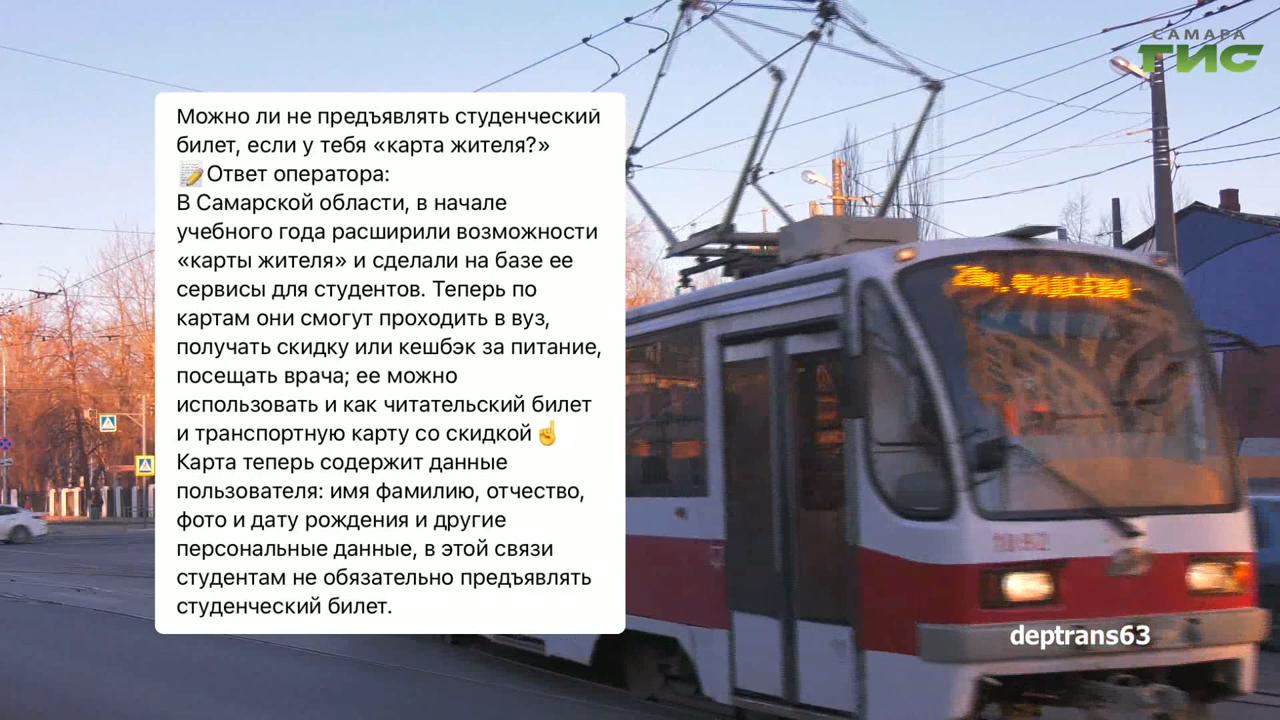 САМАРА
ГИС
Можно ли не предъявлять студенческий
билет, если у тебя «карта жителя?»
📝Ответ оператора:
В Самарской области, в начале
учебного года расширили возможности
«карты жителя» и сделали на базе ее
сервисы для студентов. Теперь по
картам они смогут проходить в вуз,
получать скидку или кешбэк за питание,
посещать врача; ее можно
использовать и как читательский билет
и транспортную карту со скидкой☝️
Карта теперь содержит данные
пользователя: имя фамилию, отчество,
фото и дату рождения и другие
персональные данные, в этой связи
студентам не обязательно предъявлять
студенческий билет.
deptrans63